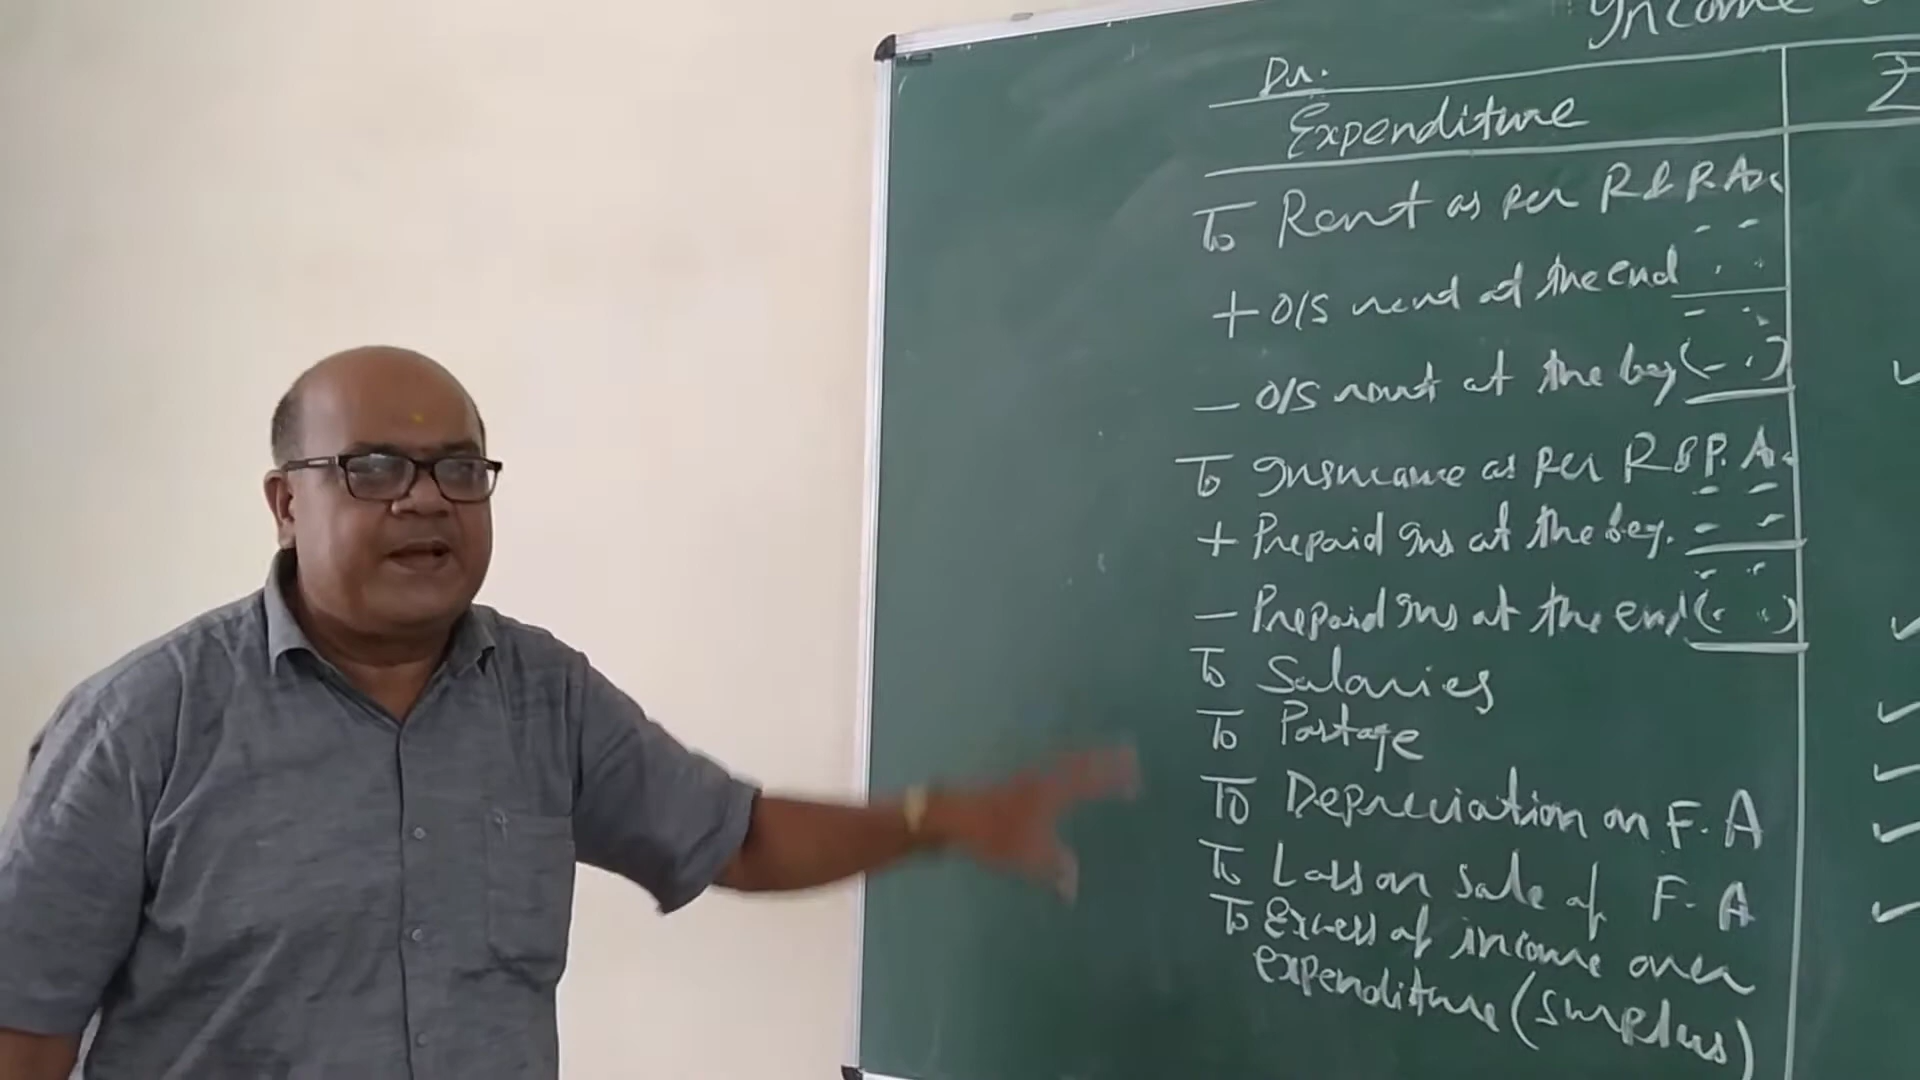 Income
Dr.
Expenditure ₹
To Rent as per R&P. A/c
+ O/S rent at the end
- O/S rent at the beg (- .)
To Insurance as per R&P. A/c
+ Prepaid Ins at the beg.
- Prepaid Ins at the end (. .)
To Salaries
To Postage
To Depreciation on F. A
To Loss on Sale of F. A
To Excess of income over
expenditure (Surplus)